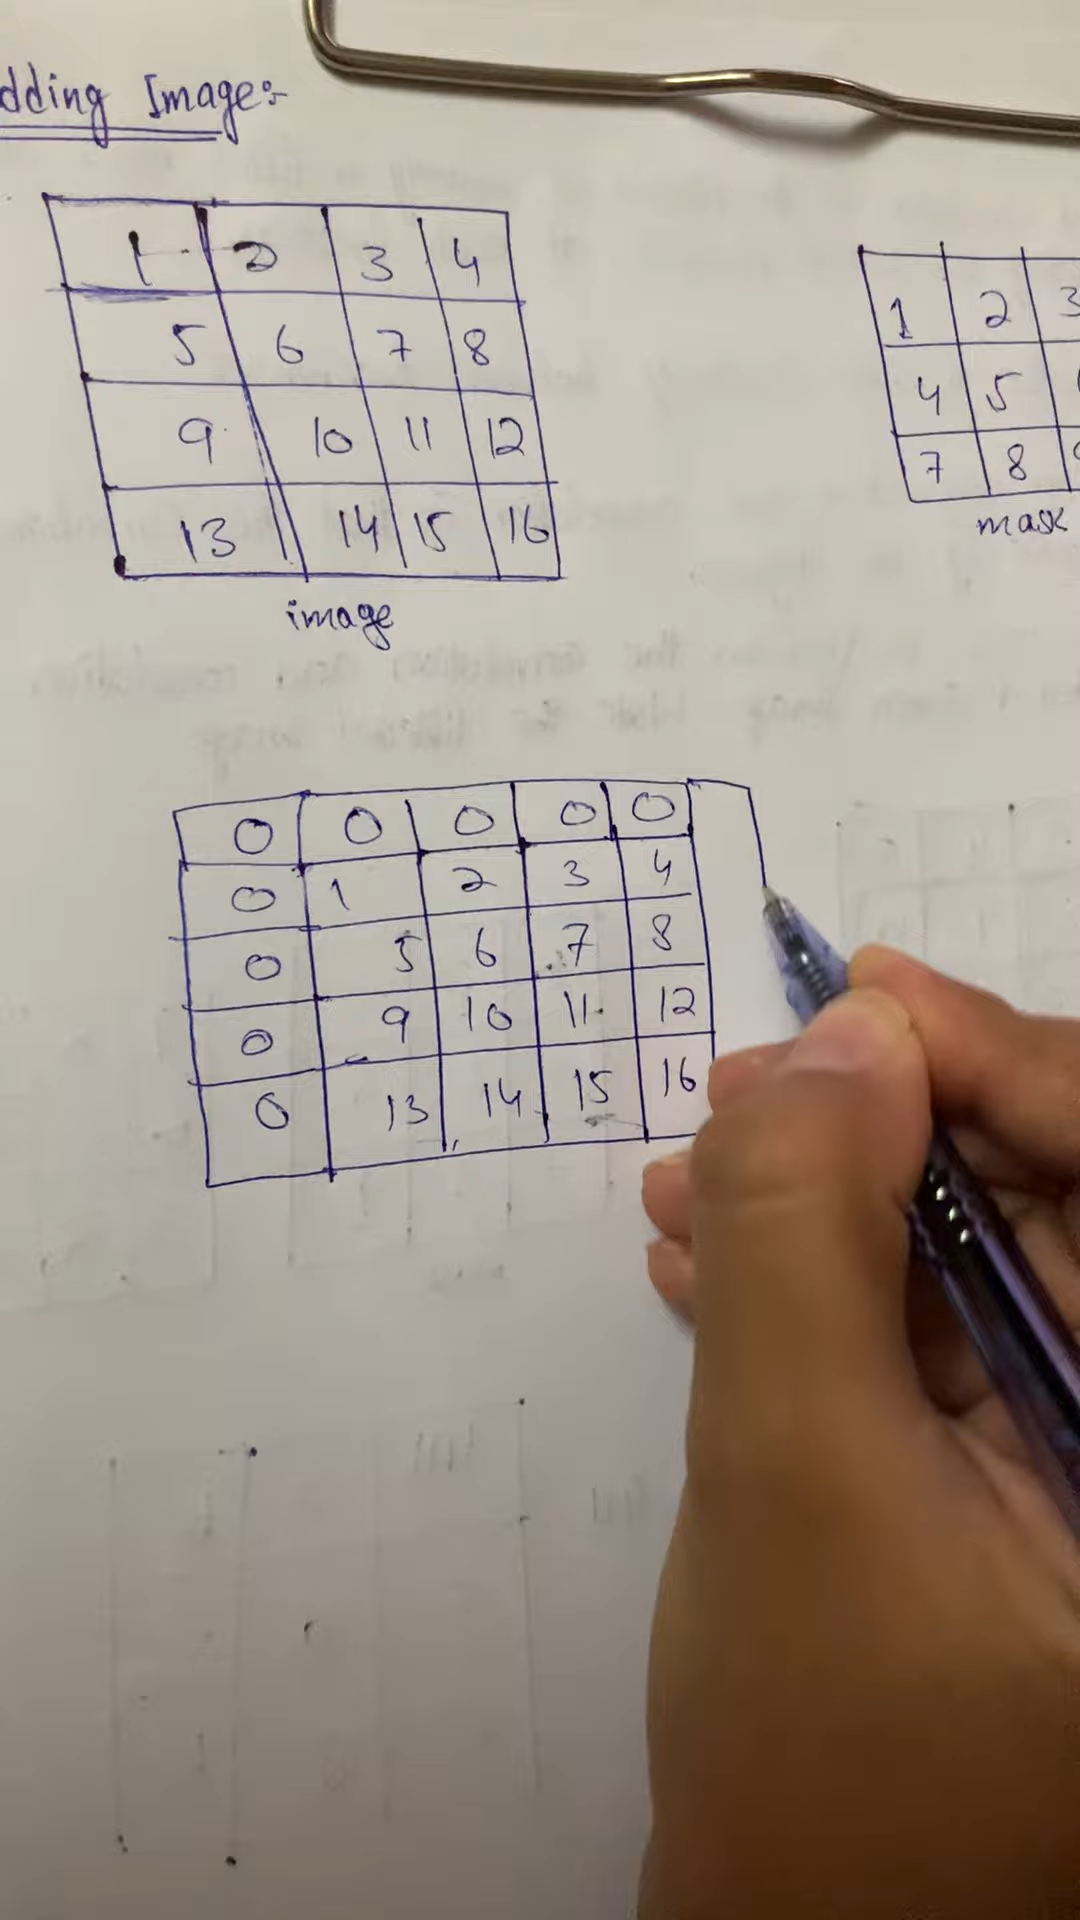 dding Image:-
1 2 3 4
5 6 7 8
9 10 11 12
13 14 15 16
image
1 2 3
4 5
7 8
mask
0 0 0 0 0
0 1 2 3 4
0 5 6 7 8
0 9 10 11 12
0 13 14 15 16